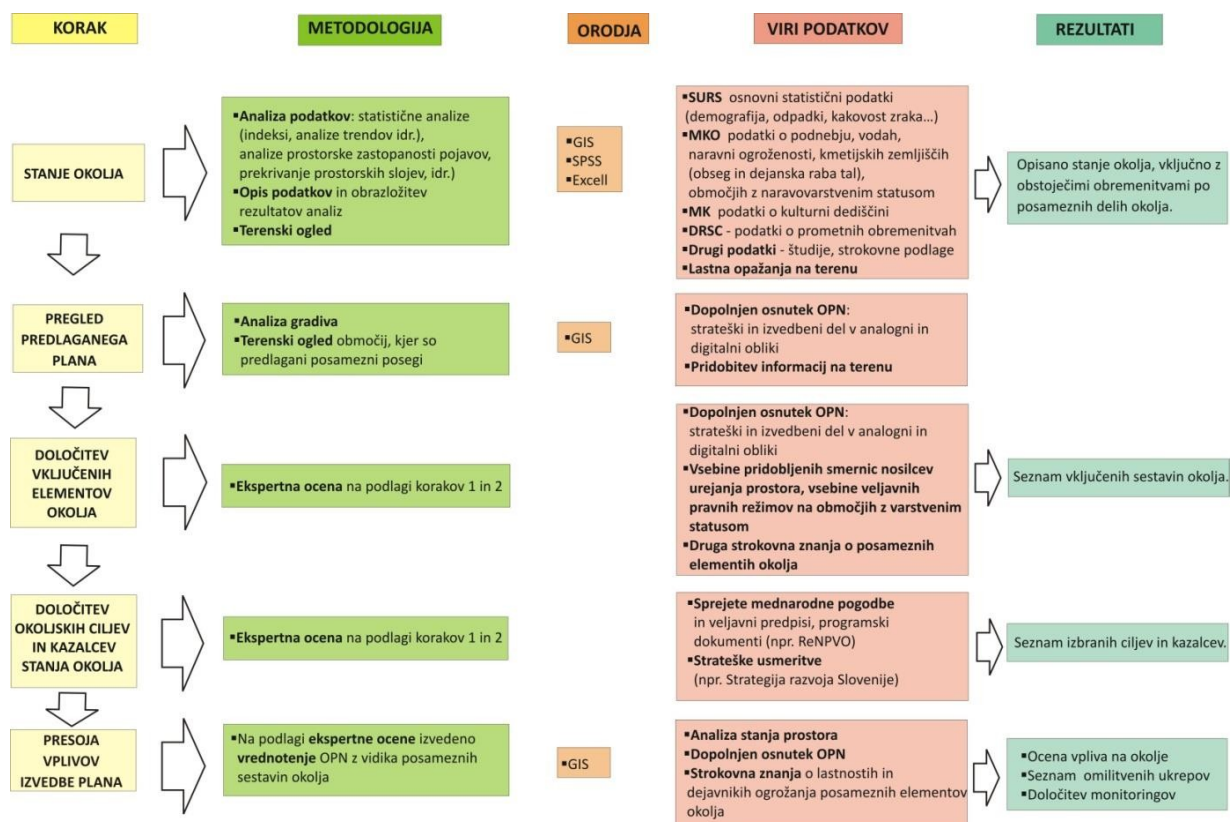 KORAK
METODOLOGIJA
ORODJA
VIRI PODATKOV
REZULTATI
STANJE OKOLJA
▪Analiza podatkov: statistične analize
(indeksi, analize trendov idr.),
analize prostorske zastopanosti pojavov,
prekrivanje prostorskih slojev, idr.)
▪Opis podatkov in obrazložitev
rezultatov analiz
▪Terenski ogled
▪GIS
▪SPSS
▪Excell
▪SURS osnovni statistični podatki
(demografija, odpadki, kakovost zraka...)
▪MKO podatki o podnebju, vodah,
naravni ogroženosti, kmetijskih zemljiščih
(obseg in dejanska raba tal),
območjih z naravovarstvenim statusom
▪MK podatki o kulturni dediščini
▪DRSC - podatki o prometnih obremenitvah
▪Drugi podatki - študije, strokovne podlage
▪Lastna opažanja na terenu
Opisano stanje okolja, vključno z
obstoječimi obremenitvami po
posameznih delih okolja.
PREGLED
PREDLAGANEGA
PLANA
▪Analiza gradiva
▪Terenski ogled območij, kjer so
predlagani posamezni posegi
▪GIS
▪Dopolnjen osnutek OPN:
strateški in izvedbeni del v analogni in
digitalni obliki
▪Pridobitev informacij na terenu
DOLOČITEV
VKLJUČENIH
ELEMENTOV
OKOLJA
▪Ekspertna ocena na podlagi korakov 1 in 2
▪Dopolnjen osnutek OPN:
strateški in izvedbeni del v analogni in
digitalni obliki
▪Vsebine pridobljenih smernic nosilcev
urejanja prostora, vsebine veljavnih
pravnih režimov na območjih z varstvenim
statusom
▪Druga strokovna znanja o posameznih
elementih okolja
Seznam vključenih sestavin okolja.
DOLOČITEV
OKOLJSKIH CILJEV
IN KAZALCEV
STANJA OKOLJA
▪Ekspertna ocena na podlagi korakov 1 in 2
▪Sprejete mednarodne pogodbe
in veljavni predpisi, programski
dokumenti (npr. ReNPVO)
▪Strateške usmeritve
(npr. Strategija razvoja Slovenije)
Seznam izbranih ciljev in kazalcev.
PRESOJA
VPLIVOV
IZVEDBE PLANA
▪Na podlagi ekspertne ocene izvedeno
vrednotenje OPN z vidika posameznih
sestavin okolja
▪GIS
▪Analiza stanja prostora
▪Dopolnjen osnutek OPN
▪Strokovna znanja o lastnostih in
dejavnikih ogrožanja posameznih elementov
okolja
▪Ocena vpliva na okolje
▪Seznam omilitvenih ukrepov
▪Določitev monitoringov